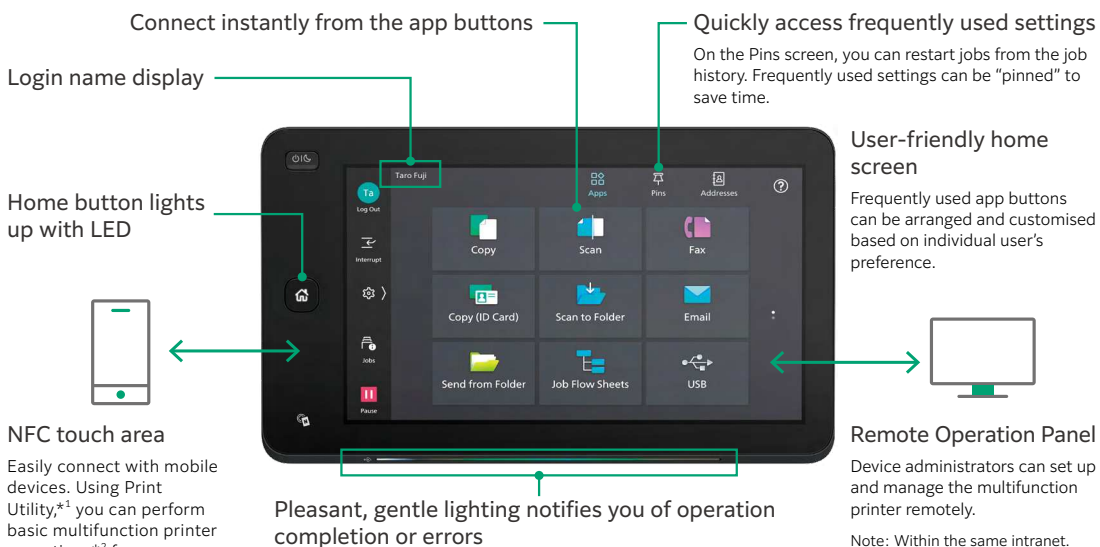 Connect instantly from the app buttons
Quickly access frequently used settings
On the Pins screen, you can restart jobs from the job
history. Frequently used settings can be “pinned” to
save time.
Login name display
Home button lights
up with LED
User-friendly home
screen
Frequently used app buttons
can be arranged and customised
based on individual user’s
preference.
Taro Fuji
Ta
Log Out
Apps
Pins
Addresses
?
Interrupt
Jobs
Pause
Copy
Scan
Fax
Copy (ID Card)
Scan to Folder
Email
Send from Folder
Job Flow Sheets
USB
NFC touch area
Easily connect with mobile
devices. Using Print
Utility,*1 you can perform
basic multifunction printer
Pleasant, gentle lighting notifies you of operation
completion or errors
Remote Operation Panel
Device administrators can set up
and manage the multifunction
printer remotely.
Note: Within the same intranet.